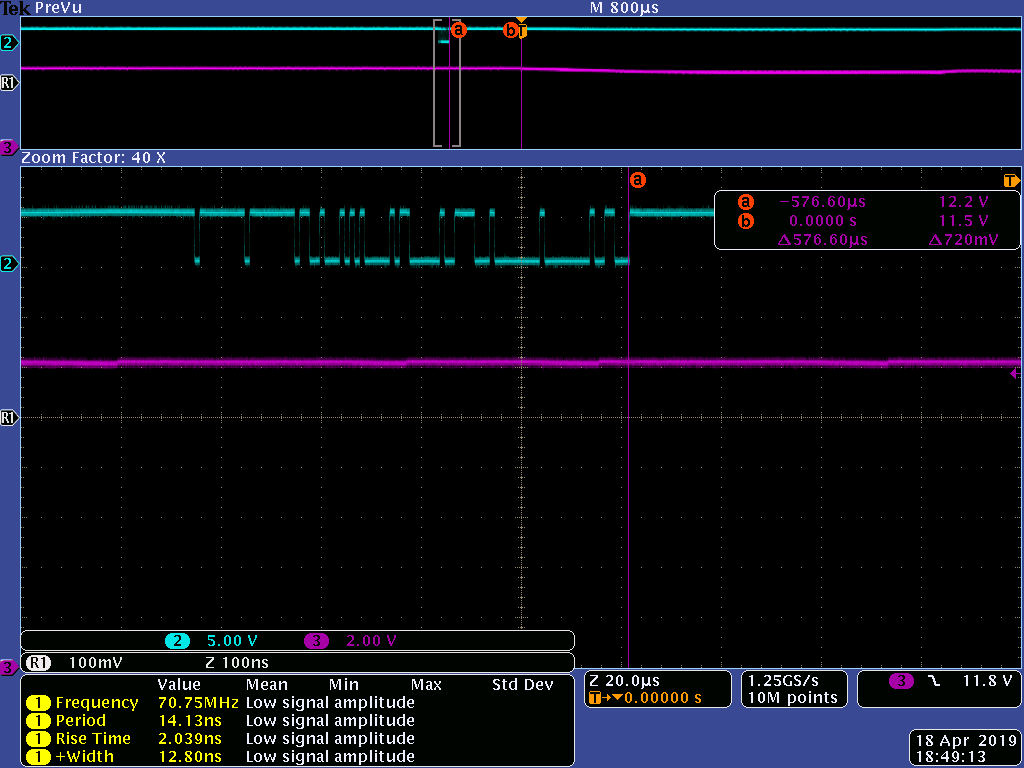 Tek PreVu M 800µs
a b T
2
R1
3
Zoom Factor: 40 X
a T
a −576.60µs 12.2 V
b 0.0000 s 11.5 V
Δ576.60µs Δ720mV
2
R1
3
2 5.00 V 3 2.00 V
R1 100mV Z 100ns
Value Mean Min Max Std Dev
1 Frequency 70.75MHz Low signal amplitude
1 Period 14.13ns Low signal amplitude
1 Rise Time 2.039ns Low signal amplitude
1 +Width 12.80ns Low signal amplitude
Z 20.0µs
T→▼0.00000 s
1.25GS/s
10M points
3 11.8 V
18 Apr 2019
18:49:13